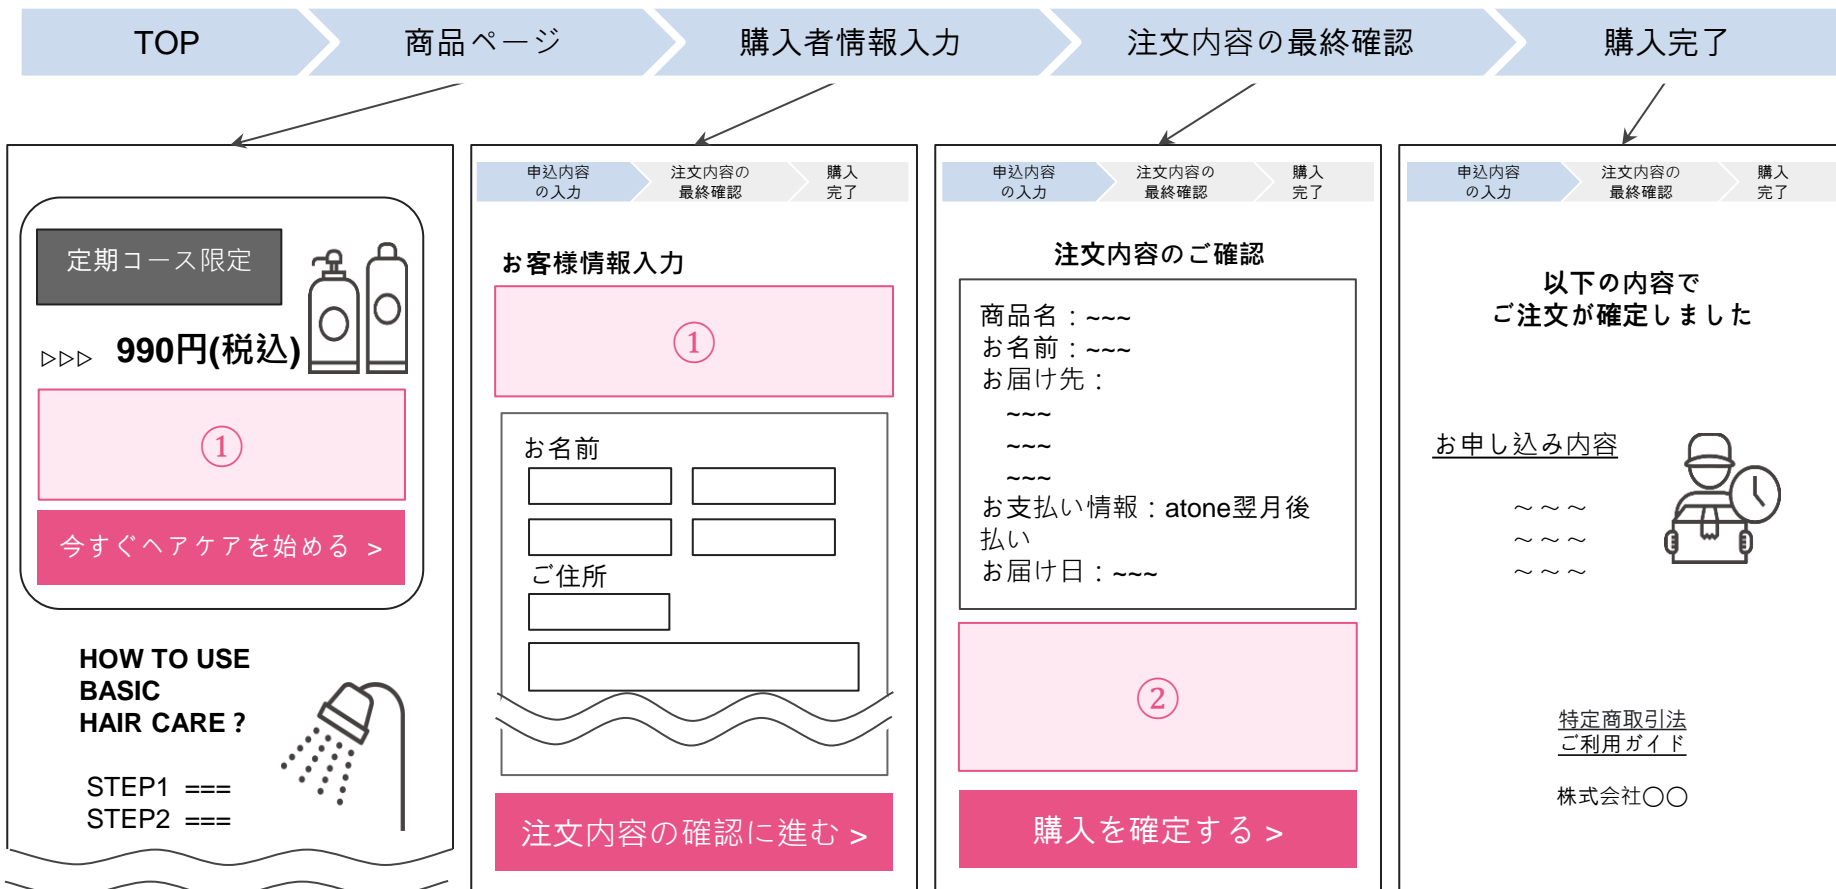 TOP
商品ページ
購入者情報入力
注文内容の最終確認
購入完了
定期コース限定
▷▷▷ 990円(税込)
①
今すぐヘアケアを始める >
HOW TO USE
BASIC
HAIR CARE ?
STEP1 ===
STEP2 ===
申込内容
の入力
注文内容の
最終確認
購入
完了
お客様情報入力
①
お名前
ご住所
注文内容の確認に進む >
申込内容
の入力
注文内容の
最終確認
購入
完了
注文内容のご確認
商品名：~~~
お名前：~~~
お届け先：
~~~
~~~
~~~
お支払い情報：atone翌月後
払い
お届け日：~~~
②
購入を確定する >
申込内容
の入力
注文内容の
最終確認
購入
完了
以下の内容で
ご注文が確定しました
お申し込み内容
～～～
～～～
～～～
特定商取引法
ご利用ガイド
株式会社〇〇